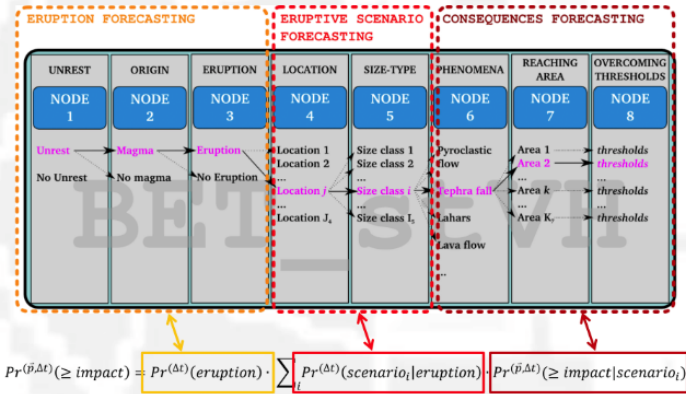 ERUPTION FORECASTING
ERUPTIVE SCENARIO
FORECASTING
CONSEQUENCES FORECASTING
UNREST
ORIGIN
ERUPTION
LOCATION
SIZE-TYPE
PHENOMENA
REACHING
AREA
OVERCOMING
THRESHOLDS
NODE
1
NODE
2
NODE
3
NODE
4
NODE
5
NODE
6
NODE
7
NODE
8
Unrest
No Unrest
Magma
No magma
Eruption
No Eruption
Location 1
Location 2
...
Location j
...
Location J₄
Size class 1
Size class 2
...
Size class i
...
Size class I₅
Pyroclastic
flow
Tephra fall
Lahars
Lava flow
...
Area 1
Area 2
...
Area k
...
Area K₇
thresholds
thresholds
...
thresholds
...
thresholds
BET_stVH
Pr^(p⃗,Δt)(≥ impact) = Pr^(Δt)(eruption) · ∑_i Pr^(Δt)(scenario_i|eruption) · Pr^(p⃗,Δt)(≥ impact|scenario_i)